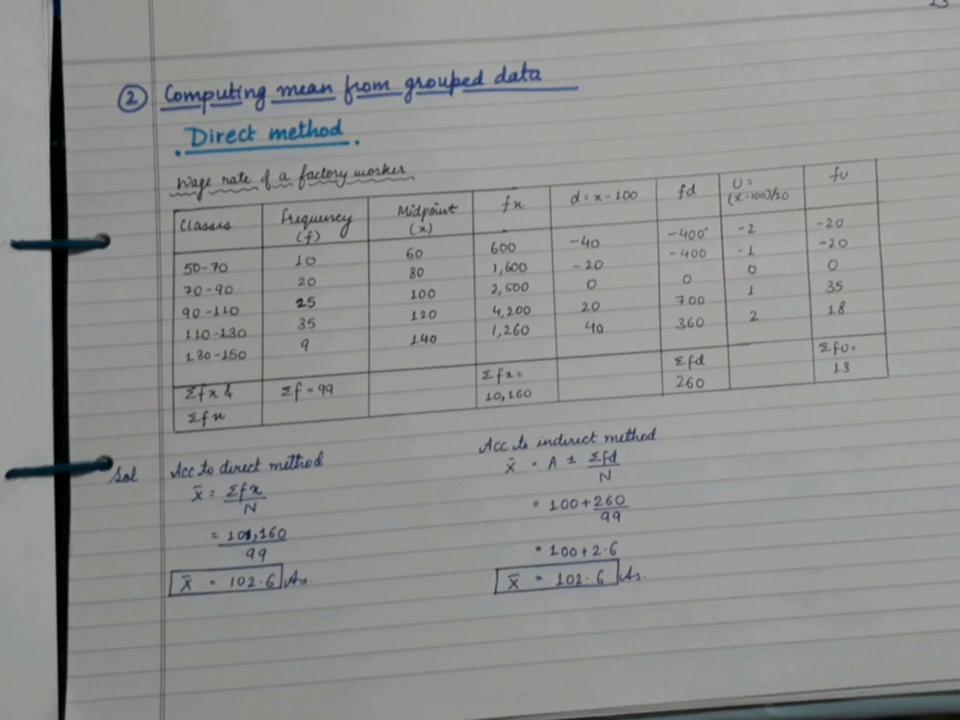 ② Computing mean from grouped data
Direct method.
Wage rate of a factory worker
Classes Frequency (f) Midpoint (x) fx d = x - 100 fd U = (x-100)/20 fU
50-70 10 60 600 -40 -400 -2 -20
70-90 20 80 1,600 -20 -400 -1 -20
90-110 25 100 2,500 0 0 0 0
110-130 35 120 4,200 20 700 1 35
130-150 9 140 1,260 40 360 2 18
Σfx & Σf = 99 Σfx = Σfd ΣfU =
Σfx 10,160 260 13
Sol Acc to direct method
x̄ = Σfx
N
= 101,160
99
x̄ = 102.6 As.
Acc to indirect method
x̄ = A ± Σfd
N
= 100 + 260
99
= 100 + 2.6
x̄ = 102.6 As.